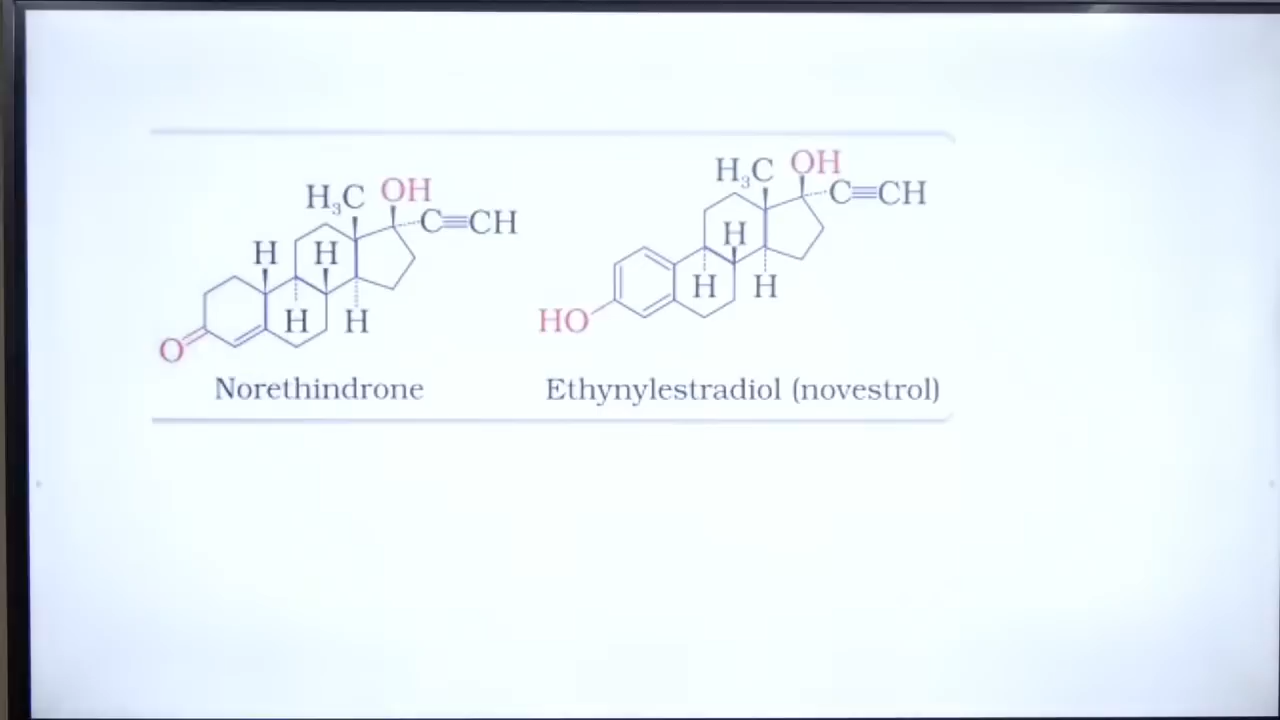 H₃C OH
C≡CH
H H
H H
O
Norethindrone
H₃C OH
C≡CH
H
H H
HO
Ethynylestradiol (novestrol)